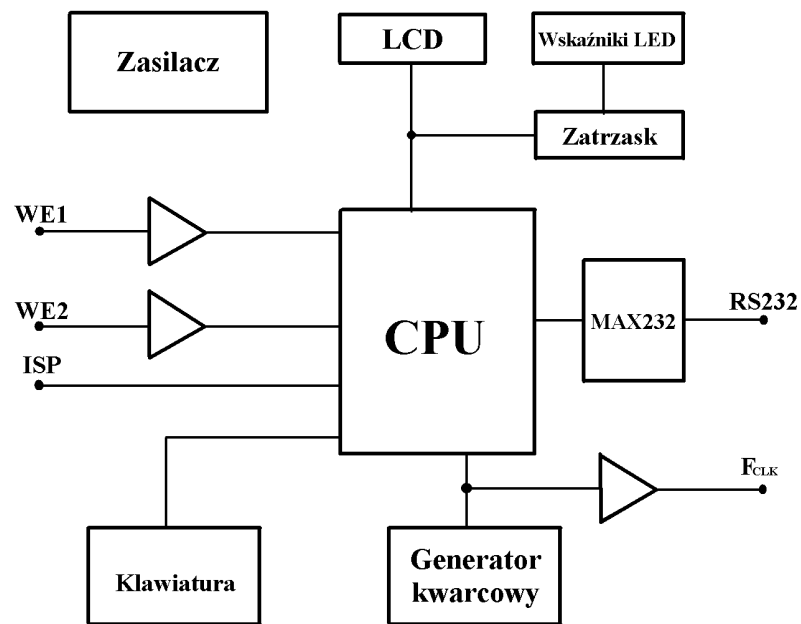 Zasilacz
LCD
Wskaźniki LED
Zatrzask
WE1
WE2
ISP
CPU
MAX232
RS232
FCLK
Klawiatura
Generator
kwarcowy